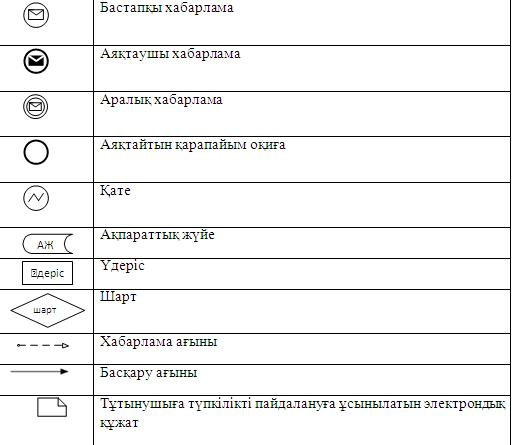 Бастапқы хабарлама
Аяқтаушы хабарлама
Аралық хабарлама
Аяқтайтын қарапайым оқиға
Қате
АЖ
Ақпараттық жүйе
деріс
Үдеріс
шарт
Шарт
Хабарлама ағыны
Басқару ағыны
Тұтынушыға түпкілікті пайдалануға ұсынылатын электрондық
құжат